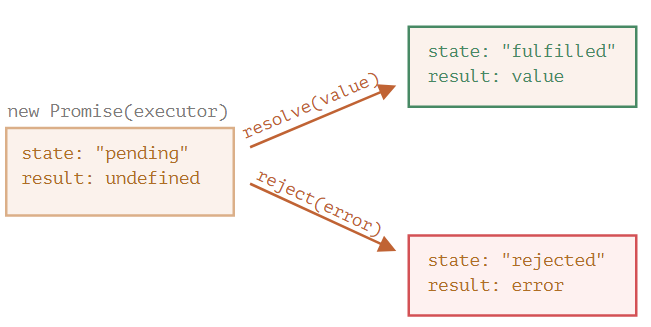 new Promise(executor)
state: "pending"
result: undefined
resolve(value)
reject(error)
state: "fulfilled"
result: value
state: "rejected"
result: error